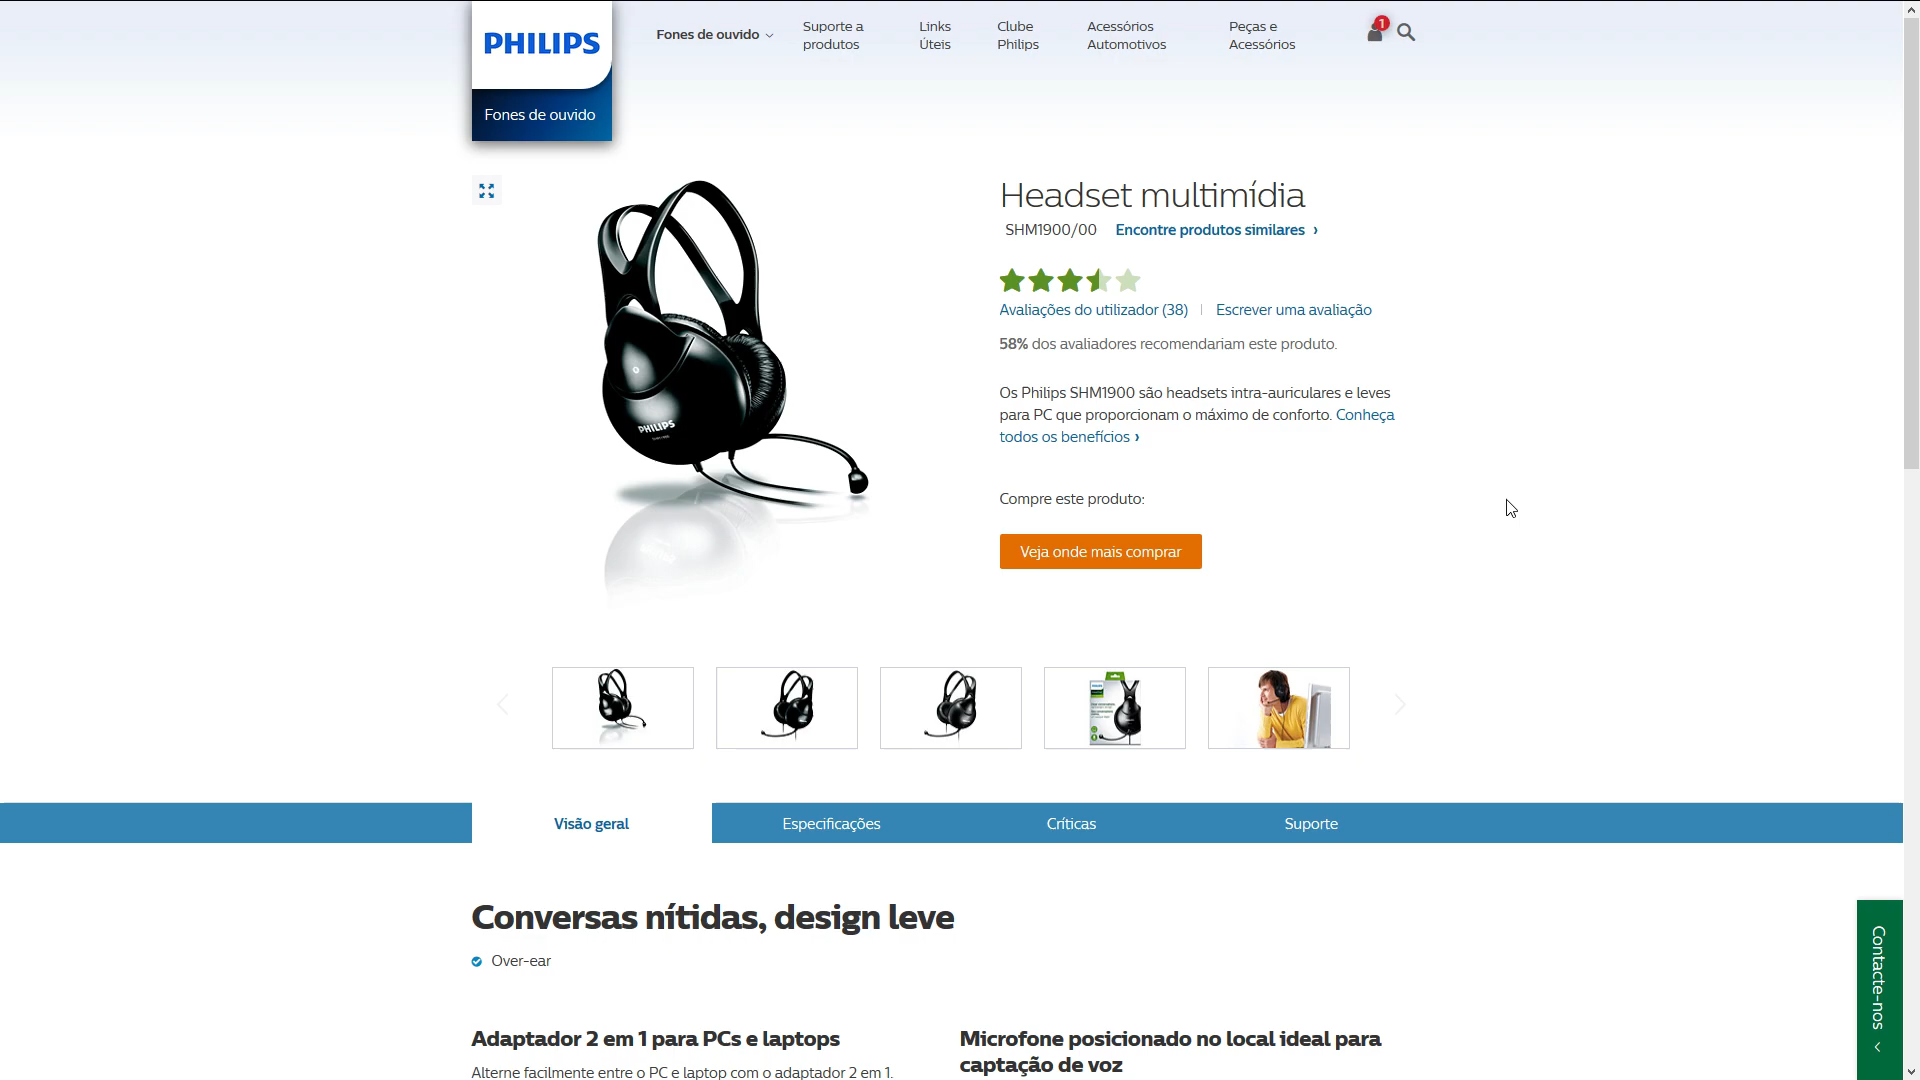 PHILIPS
Fones de ouvido
Fones de ouvido
Suporte a
produtos
Links
Úteis
Clube
Philips
Acessórios
Automotivos
Peças e
Acessórios
1
Headset multimídia
SHM1900/00 Encontre produtos similares ›
Avaliações do utilizador (38) | Escrever uma avaliação
58% dos avaliadores recomendariam este produto.
Os Philips SHM1900 são headsets intra-auriculares e leves
para PC que proporcionam o máximo de conforto. Conheça
todos os benefícios ›
Compre este produto:
Veja onde mais comprar
PHILIPS
Visão geral
Especificações
Críticas
Suporte
Conversas nítidas, design leve
Over-ear
Adaptador 2 em 1 para PCs e laptops
Alterne facilmente entre o PC e laptop com o adaptador 2 em 1.
Microfone posicionado no local ideal para
captação de voz
Contacte-nos